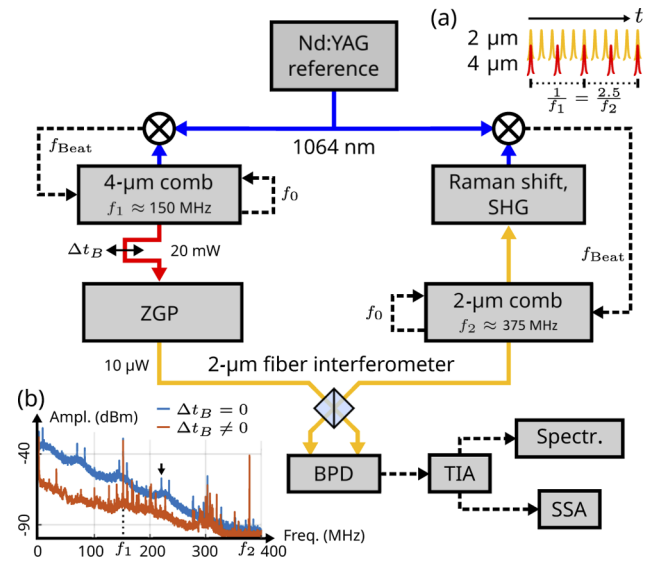 (a)
t
2 µm
4 µm
1/f₁ = 2.5/f₂
Nd:YAG
reference
1064 nm
f_Beat
4-µm comb
f₁ ≈ 150 MHz
f₀
Raman shift,
SHG
f_Beat
Δt_B
20 mW
ZGP
f₀
2-µm comb
f₂ ≈ 375 MHz
10 µW
2-µm fiber interferometer
(b)
Ampl. (dBm)
Δt_B = 0
Δt_B ≠ 0
-40
-90
0
100
f₁
200
300
f₂
400
Freq. (MHz)
BPD
TIA
Spectr.
SSA